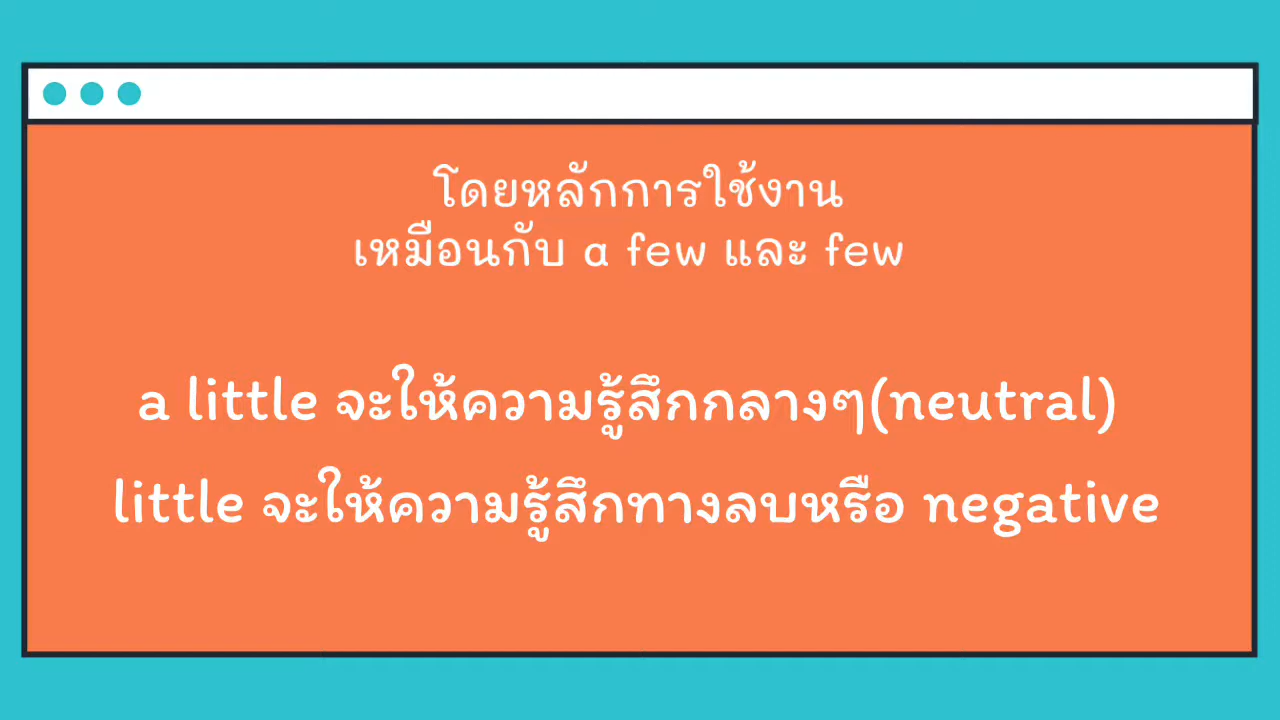 โดยหลักการใช้งาน
เหมือนกับ a few และ few
a little จะให้ความรู้สึกกลางๆ(neutral)
little จะให้ความรู้สึกทางลบหรือ negative